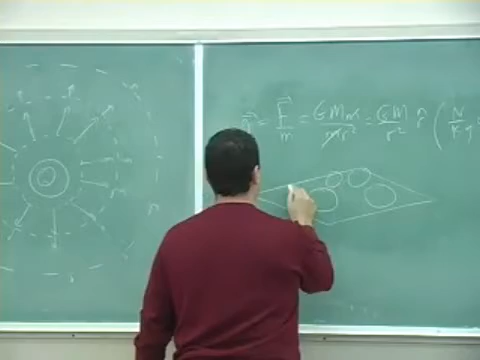 g⃗ = F⃗/m = GMm/mr² = GM/r² r̂ (N/kg =